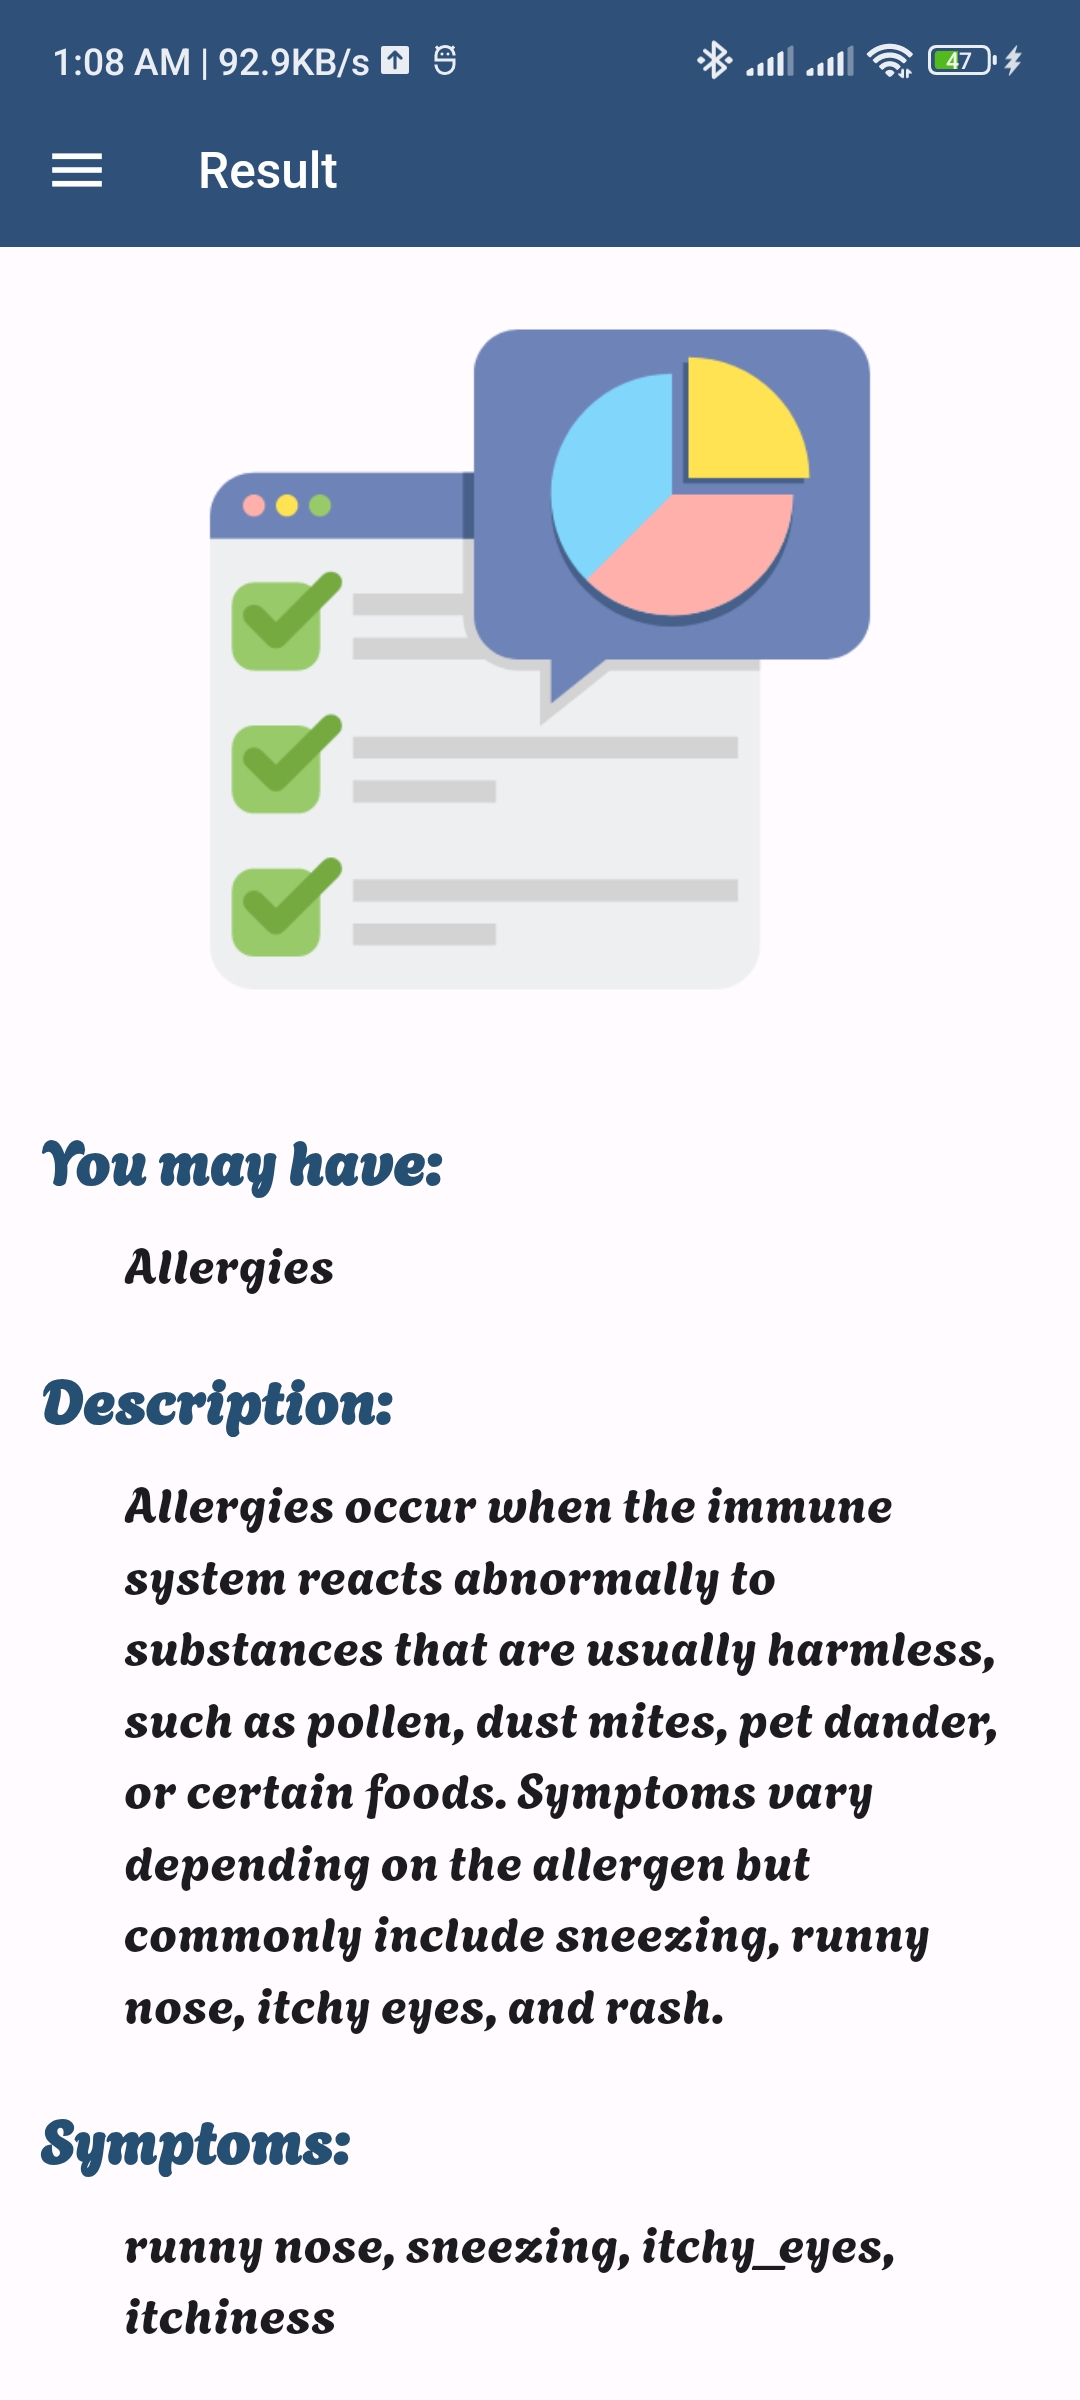 1:08 AM | 92.9KB/s 47
Result
You may have:
Allergies
Description:
Allergies occur when the immune
system reacts abnormally to
substances that are usually harmless,
such as pollen, dust mites, pet dander,
or certain foods. Symptoms vary
depending on the allergen but
commonly include sneezing, runny
nose, itchy eyes, and rash.
Symptoms:
runny nose, sneezing, itchy_eyes,
itchiness